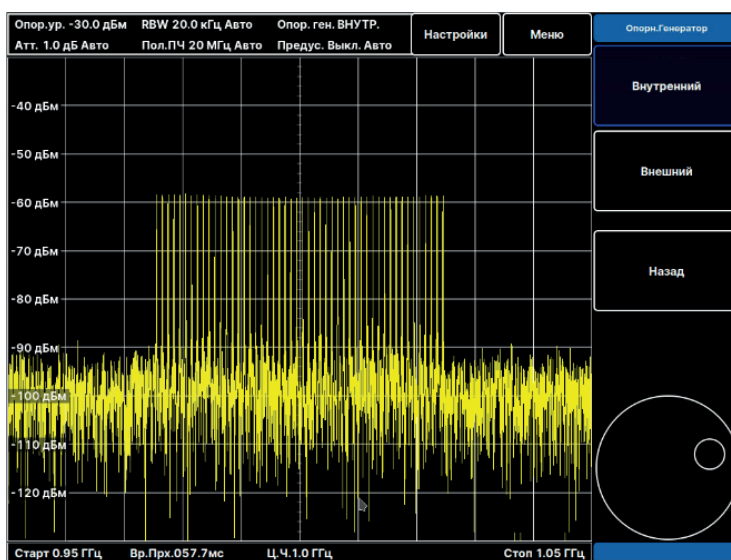 Опор.ур. -30.0 дБм RBW 20.0 кГц Авто Опор. ген. ВНУТР.
Атт. 1.0 дБ Авто Пол.ПЧ 20 МГц Авто Предус. Выкл. Авто
Настройки
Меню
Опорн.Генератор
Внутренний
Внешний
Назад
-40 дБм
-50 дБм
-60 дБм
-70 дБм
-80 дБм
-90 дБм
-100 дБм
-110 дБм
-120 дБм
Старт 0.95 ГГц Вр.Прх.057.7мс Ц.Ч.1.0 ГГц Стоп 1.05 ГГц